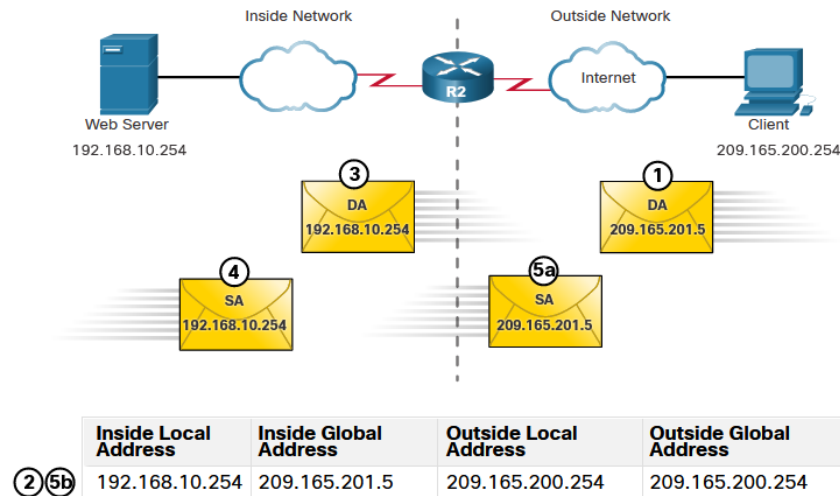 Inside Network
Outside Network
R2
Internet
Web Server
192.168.10.254
Client
209.165.200.254
3
DA
192.168.10.254
1
DA
209.165.201.5
4
SA
192.168.10.254
5a
SA
209.165.201.5
Inside Local Address
Inside Global Address
Outside Local Address
Outside Global Address
2 5b 192.168.10.254 209.165.201.5 209.165.200.254 209.165.200.254